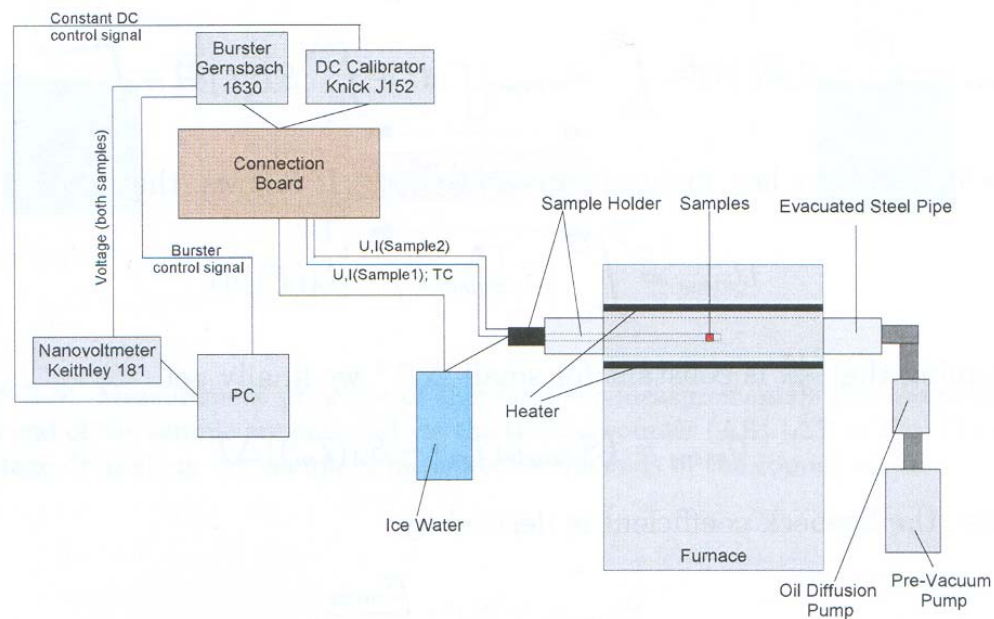 Constant DC
control signal
Burster
Gernsbach
1630
DC Calibrator
Knick J152
Connection
Board
Voltage (both samples)
Burster
control signal
U,I(Sample2)
U,I(Sample1); TC
Sample Holder
Samples
Evacuated Steel Pipe
Nanovoltmeter
Keithley 181
PC
Heater
Ice Water
Furnace
Oil Diffusion
Pump
Pre-Vacuum
Pump